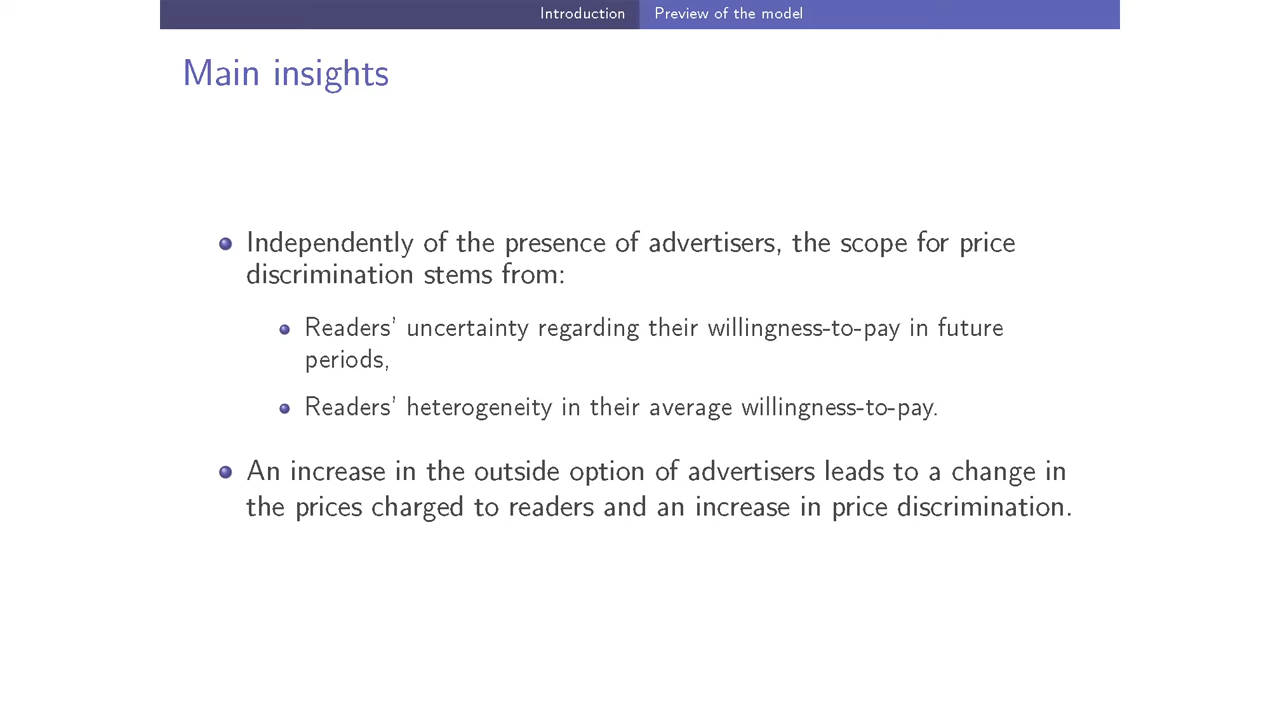 Introduction
Preview of the model
Main insights
Independently of the presence of advertisers, the scope for price
discrimination stems from:
Readers' uncertainty regarding their willingness-to-pay in future
periods,
Readers' heterogeneity in their average willingness-to-pay.
An increase in the outside option of advertisers leads to a change in
the prices charged to readers and an increase in price discrimination.